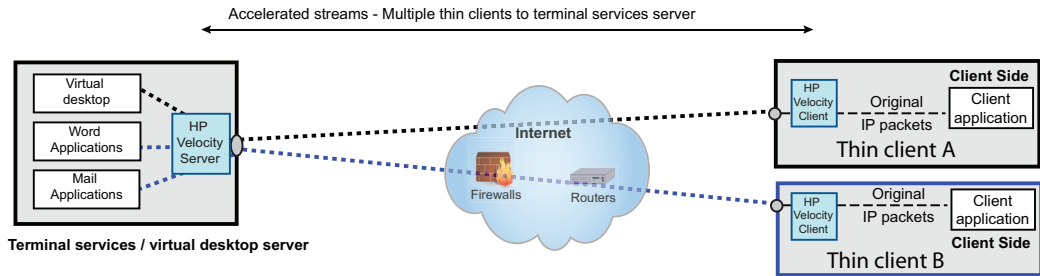 Accelerated streams - Multiple thin clients to terminal services server
Virtual
desktop
Word
Applications
Mail
Applications
HP
Velocity
Server
Terminal services / virtual desktop server
Internet
Firewalls
Routers
Client Side
HP
Velocity
Client
Original
IP packets
Client
application
Thin client A
HP
Velocity
Client
Original
IP packets
Client
application
Client Side
Thin client B